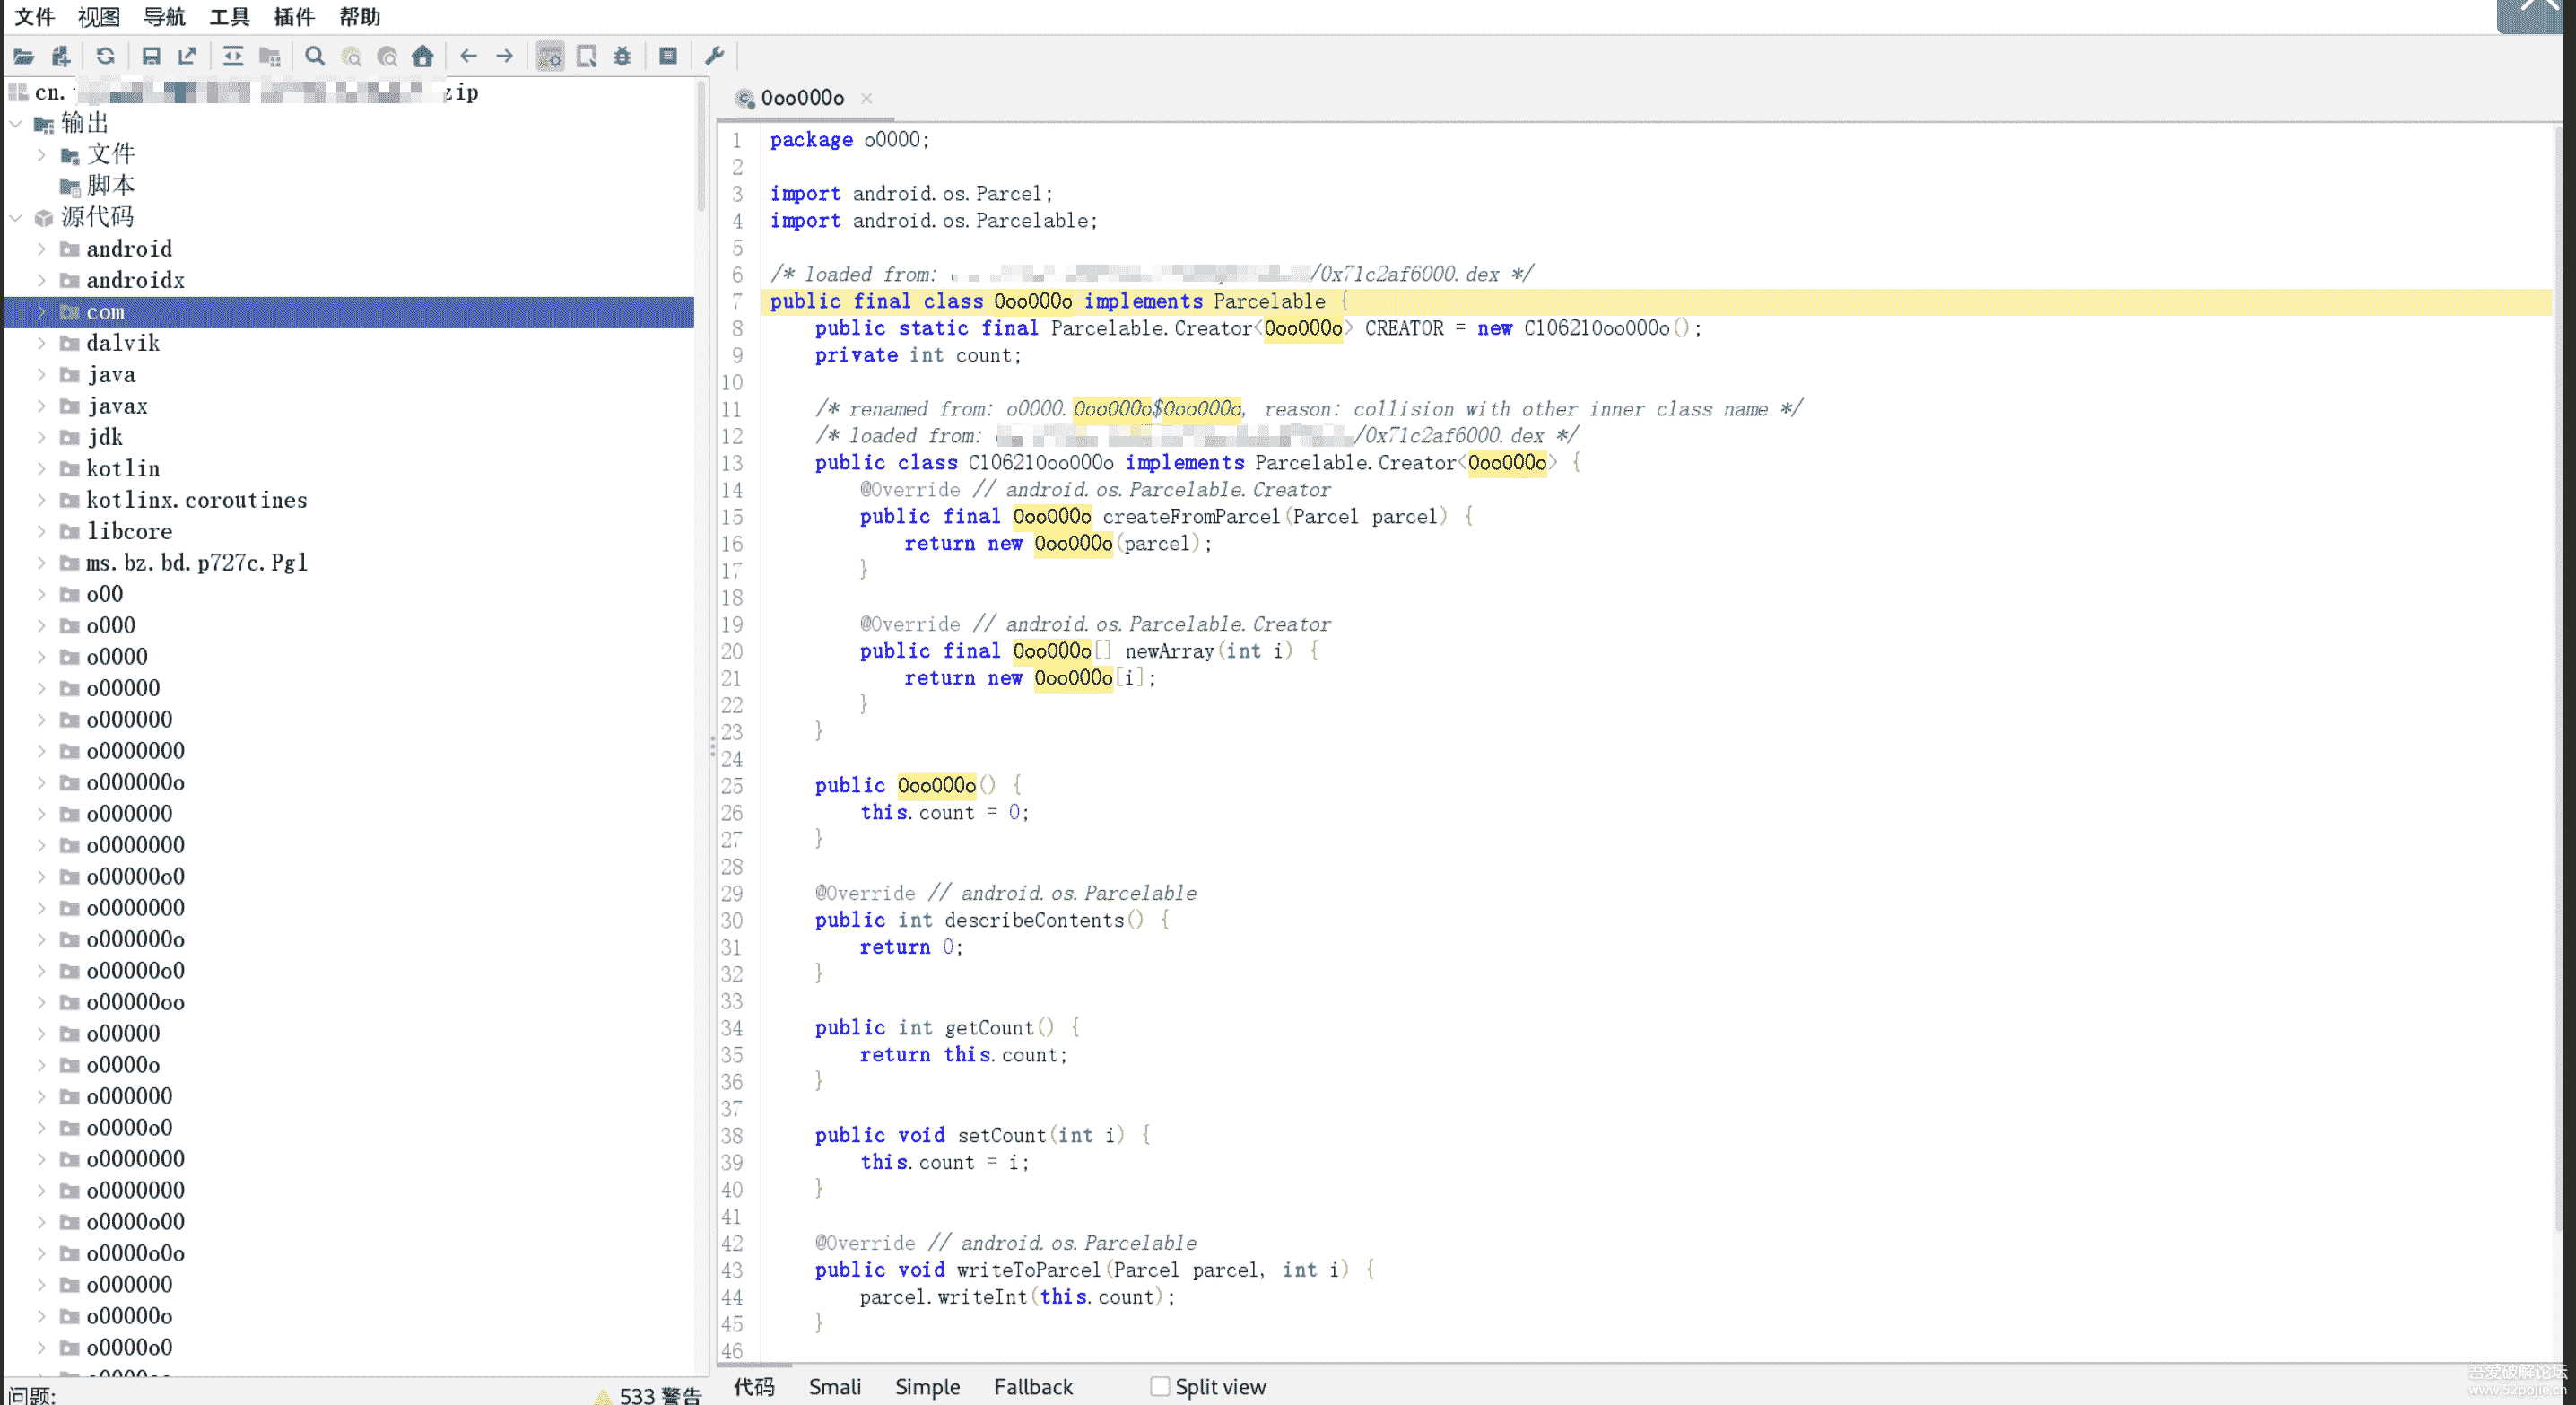 文件 视图 导航 工具 插件 帮助
cn. zip
输出
文件
脚本
源代码
android
androidx
com
dalvik
java
javax
jdk
kotlin
kotlinx.coroutines
libcore
ms.bz.bd.p727c.Pgl
o00
o000
o0000
o00000
o000000
o0000000
o000000o
o000000
o0000000
o00000o0
o0000000
o000000o
o00000o0
o00000oo
o00000
o0000o
o000000
o0000o0
o0000000
o0000000
o0000o00
o0000o0o
o000000
o00000o
o0000o0
问题:
533 警告
0oo000o
1 package o0000;
2
3 import android.os.Parcel;
4 import android.os.Parcelable;
5
6 /* loaded from: /0x71c2af6000.dex */
7 public final class 0oo000o implements Parcelable {
8 public static final Parcelable.Creator<0oo000o> CREATOR = new C106210oo000o();
9 private int count;
10
11 /* renamed from: o0000.0oo000o$0oo000o, reason: collision with other inner class name */
12 /* loaded from: /0x71c2af6000.dex */
13 public class C106210oo000o implements Parcelable.Creator<0oo000o> {
14 @Override // android.os.Parcelable.Creator
15 public final 0oo000o createFromParcel(Parcel parcel) {
16 return new 0oo000o(parcel);
17 }
18
19 @Override // android.os.Parcelable.Creator
20 public final 0oo000o[] newArray(int i) {
21 return new 0oo000o[i];
22 }
23 }
24
25 public 0oo000o() {
26 this.count = 0;
27 }
28
29 @Override // android.os.Parcelable
30 public int describeContents() {
31 return 0;
32 }
33
34 public int getCount() {
35 return this.count;
36 }
37
38 public void setCount(int i) {
39 this.count = i;
40 }
41
42 @Override // android.os.Parcelable
43 public void writeToParcel(Parcel parcel, int i) {
44 parcel.writeInt(this.count);
45 }
46
代码 Smali Simple Fallback Split view
吾爱破解论坛
www.52pojie.cn